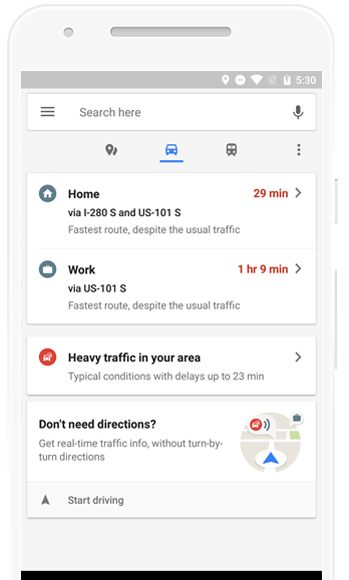 5:30
Search here
Home 29 min
via I-280 S and US-101 S
Fastest route, despite the usual traffic
Work 1 hr 9 min
via US-101 S
Fastest route, despite the usual traffic
Heavy traffic in your area
Typical conditions with delays up to 23 min
Don't need directions?
Get real-time traffic info, without turn-by-
turn directions
Start driving